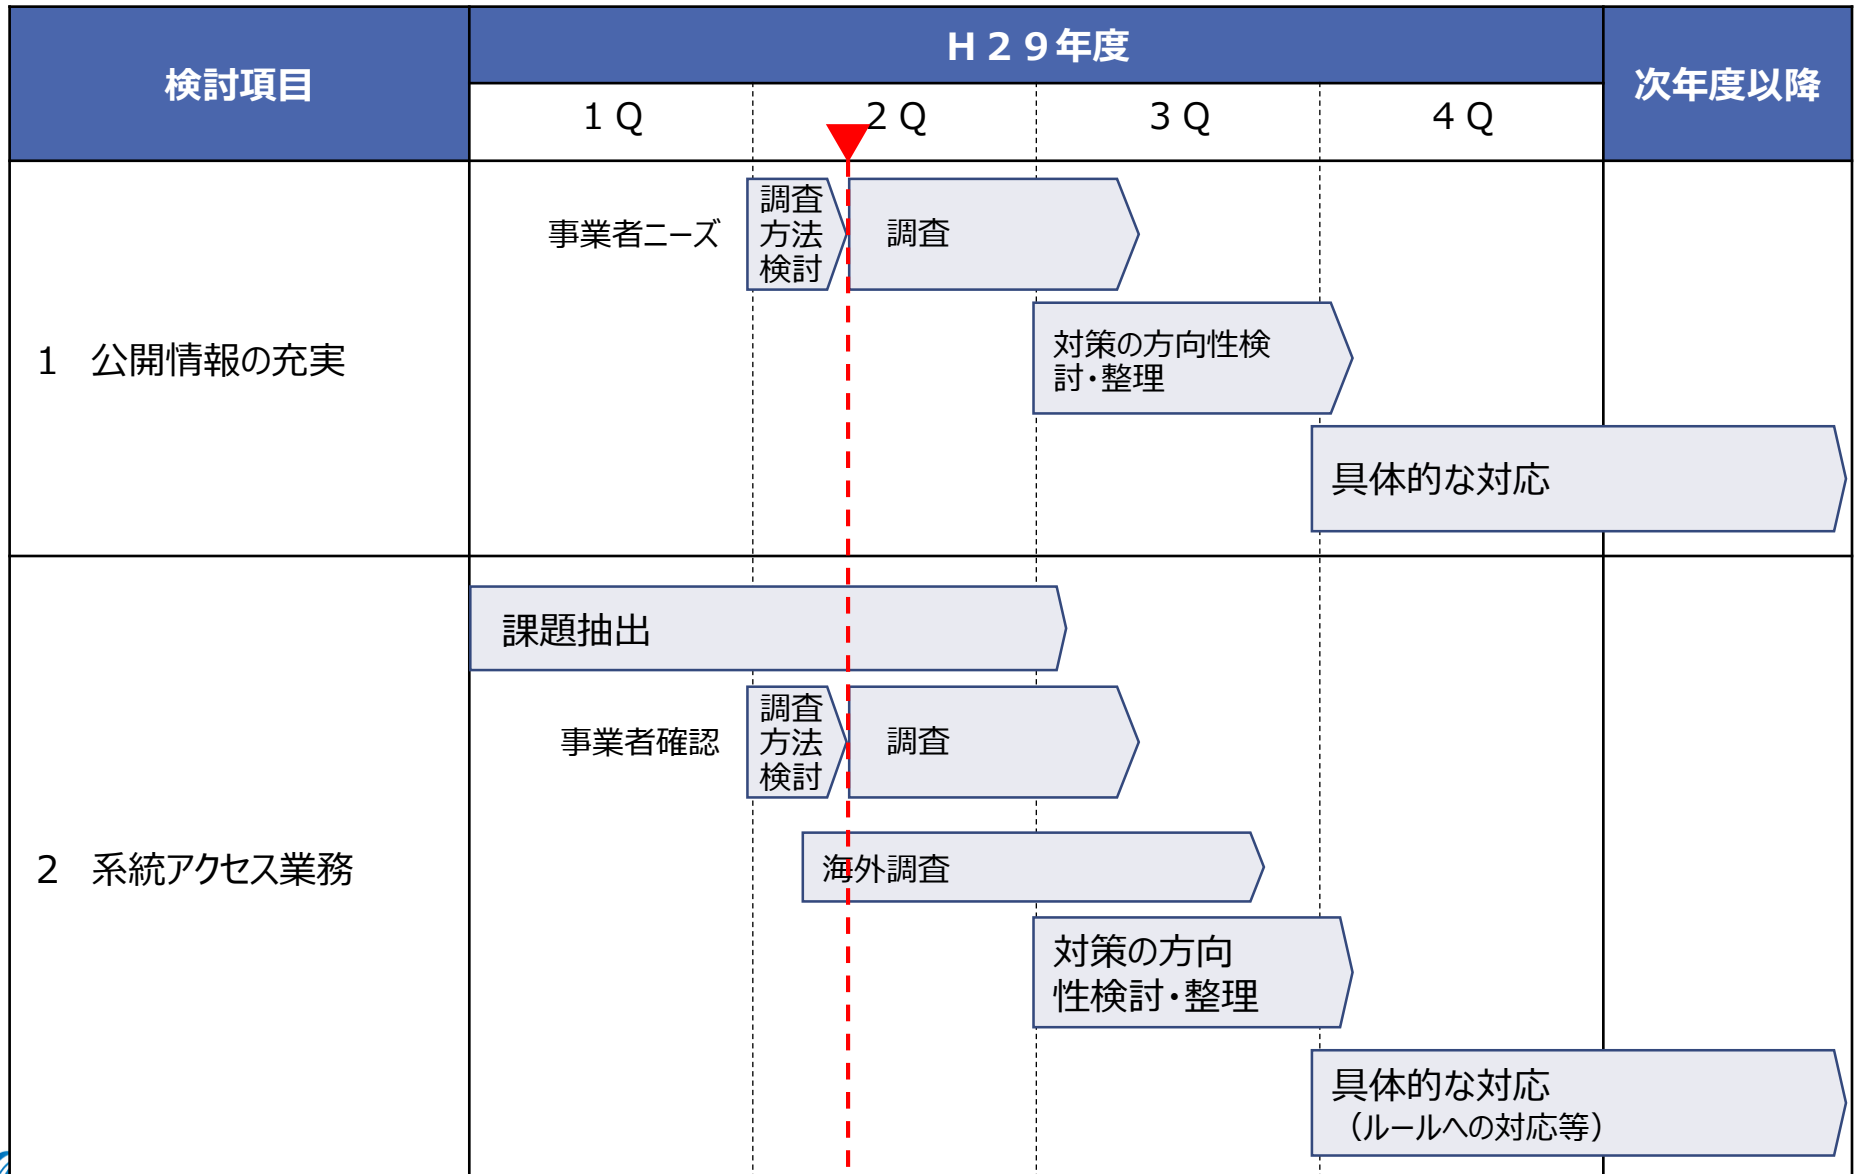 検討項目
Ｈ２９年度
次年度以降
１Ｑ
２Ｑ
３Ｑ
４Ｑ
１　公開情報の充実
事業者ニーズ
調査
方法
検討
調査
対策の方向性検
討・整理
具体的な対応
２　系統アクセス業務
課題抽出
事業者確認
調査
方法
検討
調査
海外調査
対策の方向
性検討・整理
具体的な対応
（ルールへの対応等）